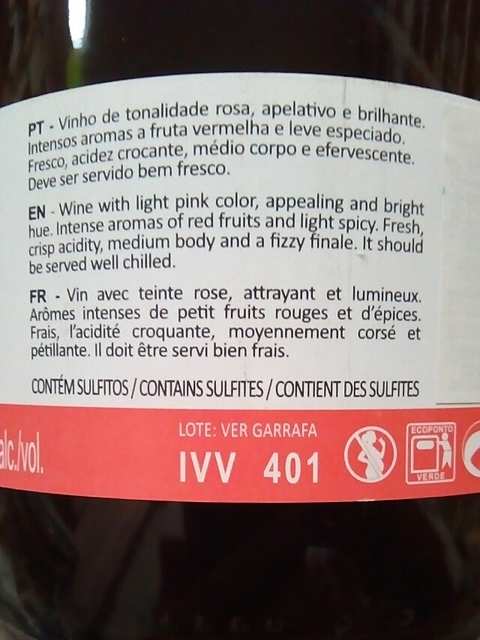 PT - Vinho de tonalidade rosa, apelativo e brilhante.
Intensos aromas a fruta vermelha e leve especiado.
Fresco, acidez crocante, médio corpo e efervescente.
Deve ser servido bem fresco.
EN - Wine with light pink color, appealing and bright
hue. Intense aromas of red fruits and light spicy. Fresh,
crisp acidity, medium body and a fizzy finale. It should
be served well chilled.
FR - Vin avec teinte rose, attrayant et lumineux.
Arômes intenses de petit fruits rouges et d'épices.
Frais, l'acidité croquante, moyennement corsé et
pétillante. Il doit être servi bien frais.
CONTÉM SULFITOS / CONTAINS SULFITES / CONTIENT DES SULFITES
alc./vol.
LOTE: VER GARRAFA
IVV 401
ECOPONTO
VERDE